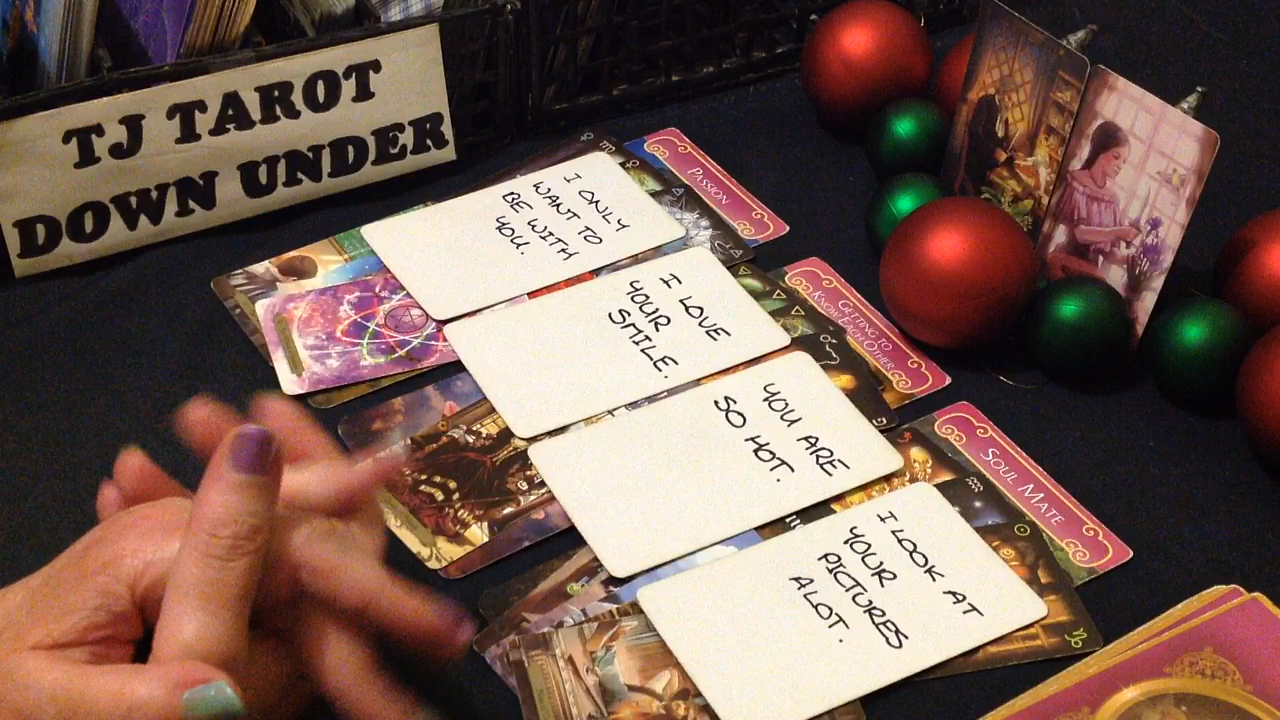 TJ TAROT
DOWN UNDER
PASSION
I ONLY
WANT TO
BE WITH
YOU.
GETTING TO
KNOW EACH OTHER
I LOVE
YOUR
SMILE.
YOU ARE
SO HOT.
SOUL MATE
I LOOK AT
YOUR
PICTURES
A LOT.